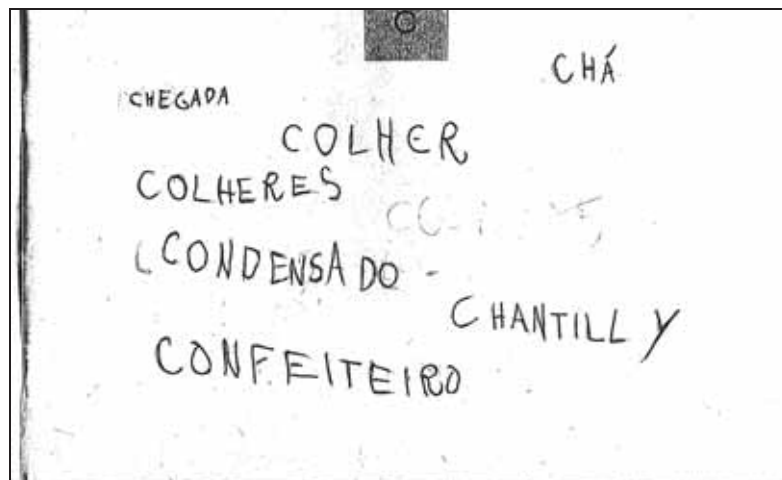 CHÁ
CHEGADA
COLHER
COLHERES
CONDENSADO -
CHANTILLY
CONFEITEIRO